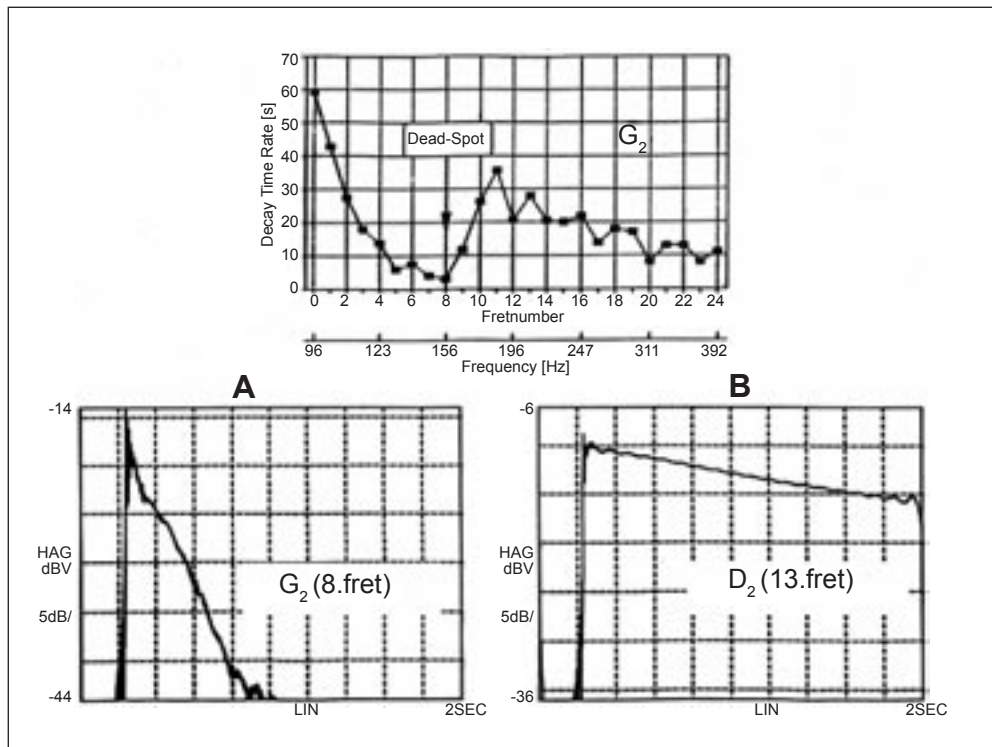 70
60
50
40
30
20
10
0
Decay Time Rate [s]
Dead-Spot
G₂
0 2 4 6 8 10 12 14 16 18 20 22 24
Fretnumber
96 123 156 196 247 311 392
Frequency [Hz]
A
-14
HAG
dBV
5dB/
-44
G₂ (8.fret)
LIN 2SEC
B
-6
HAG
dBV
5dB/
-36
D₂ (13.fret)
LIN 2SEC